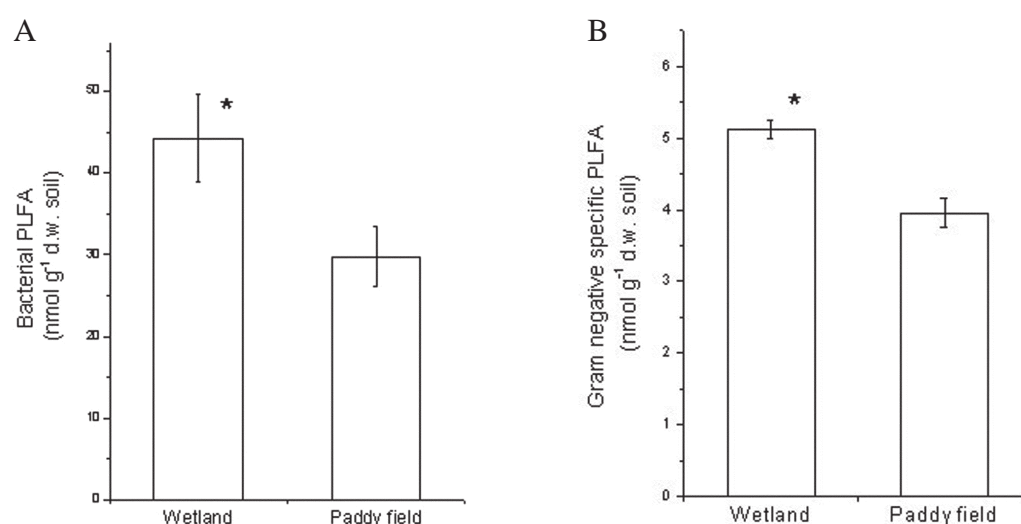 A
Bacterial PLFA
(nmol g⁻¹ d.w. soil)
50
40
30
20
10
0
Wetland
Paddy field
*
B
Gram negative specific PLFA
(nmol g⁻¹ d.w. soil)
6
5
4
3
2
1
0
Wetland
Paddy field
*